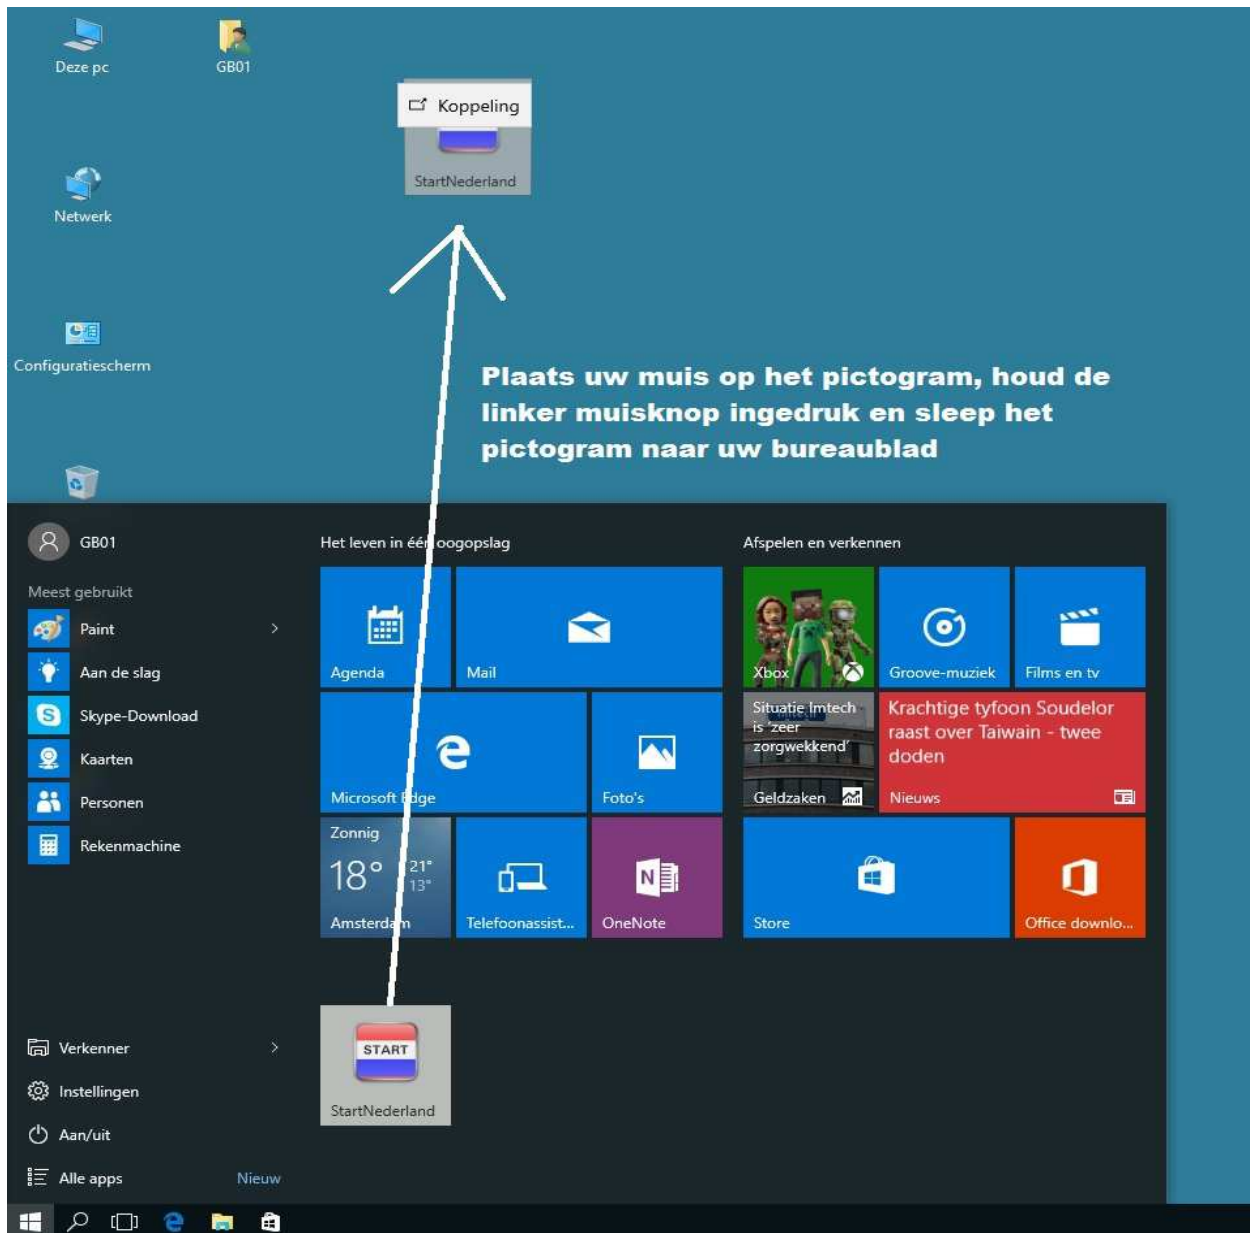 Deze pc
GB01
Koppeling
StartNederland
Netwerk
Configuratiescherm
Plaats uw muis op het pictogram, houd de
linker muisknop ingedruk en sleep het
pictogram naar uw bureaublad
GB01
Meest gebruikt
Paint
Aan de slag
Skype-Download
Kaarten
Personen
Rekenmachine
Verkenner
Instellingen
Aan/uit
Alle apps
Nieuw
Het leven in één oogopslag
Agenda
Mail
Microsoft Edge
Foto's
Zonnig
18° 21°
13°
Amsterdam
Telefoonassist...
N
OneNote
START
StartNederland
Afspelen en verkennen
Xbox
Groove-muziek
Films en tv
Situatie Imtech
is 'zeer
zorgwekkend'
Geldzaken
Krachtige tyfoon Soudelor
raast over Taiwain - twee
doden
Nieuws
Store
Office downlo...